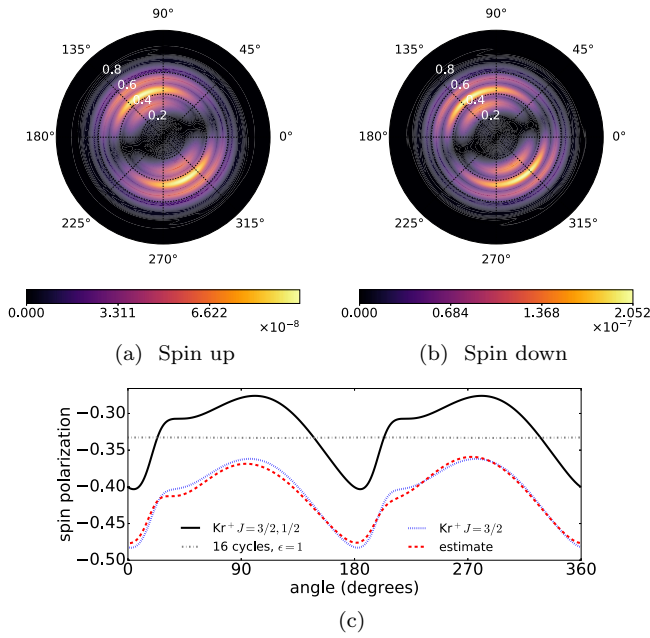 90° 90°
135° 45° 135° 45°
0.8 0.8
0.6 0.6
0.4 0.4
0.2 0.2
180° 0° 180° 0°
225° 315° 225° 315°
270° 270°
0.000 3.311 6.622 0.000 0.684 1.368 2.052
×10⁻⁸ ×10⁻⁷
(a) Spin up (b) Spin down
spin polarization
−0.30
−0.35
−0.40
−0.45
−0.50
Kr⁺ J = 3/2, 1/2 Kr⁺ J = 3/2
16 cycles, ϵ = 1 estimate
0 90 180 270 360
angle (degrees)
(c)